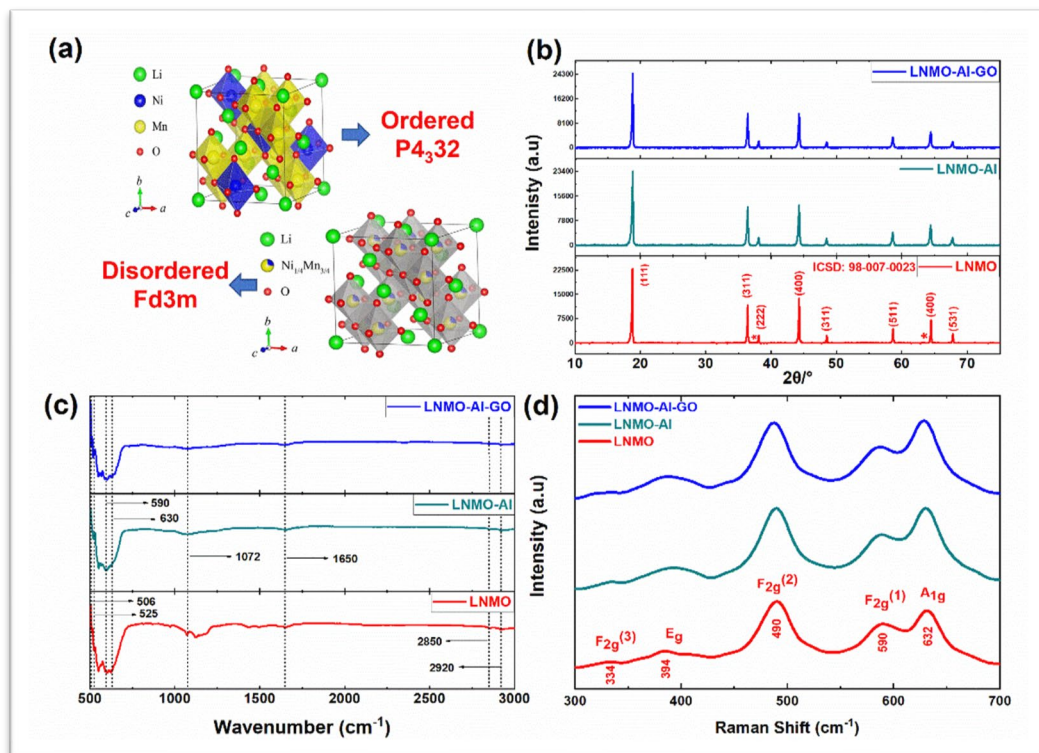 (a)
Li
Ni
Mn
O
Ordered
P4₃32
b
c
a
Disordered
Fd3m
Li
Ni1/4Mn3/4
O
b
c
a
(b)
LNMO-Al-GO
24300
16200
8100
0
LNMO-Al
23400
15600
7800
0
ICSD: 98-007-0023
LNMO
22500
15000
7500
0
(111)
(311)
*
(222)
(400)
(311)
(511)
*
(400)
(531)
10
20
30
40
50
60
70
2θ/°
Intenisty (a.u)
(c)
LNMO-Al-GO
LNMO-Al
590
630
1072
1650
LNMO
506
525
2850
2920
500
1000
1500
2000
2500
3000
Wavenumber (cm⁻¹)
(d)
LNMO-Al-GO
LNMO-Al
LNMO
F2g(3)
Eg
F2g(2)
F2g(1)
A1g
334
394
490
590
632
300
400
500
600
700
Raman Shift (cm⁻¹)
Intensity (a.u)